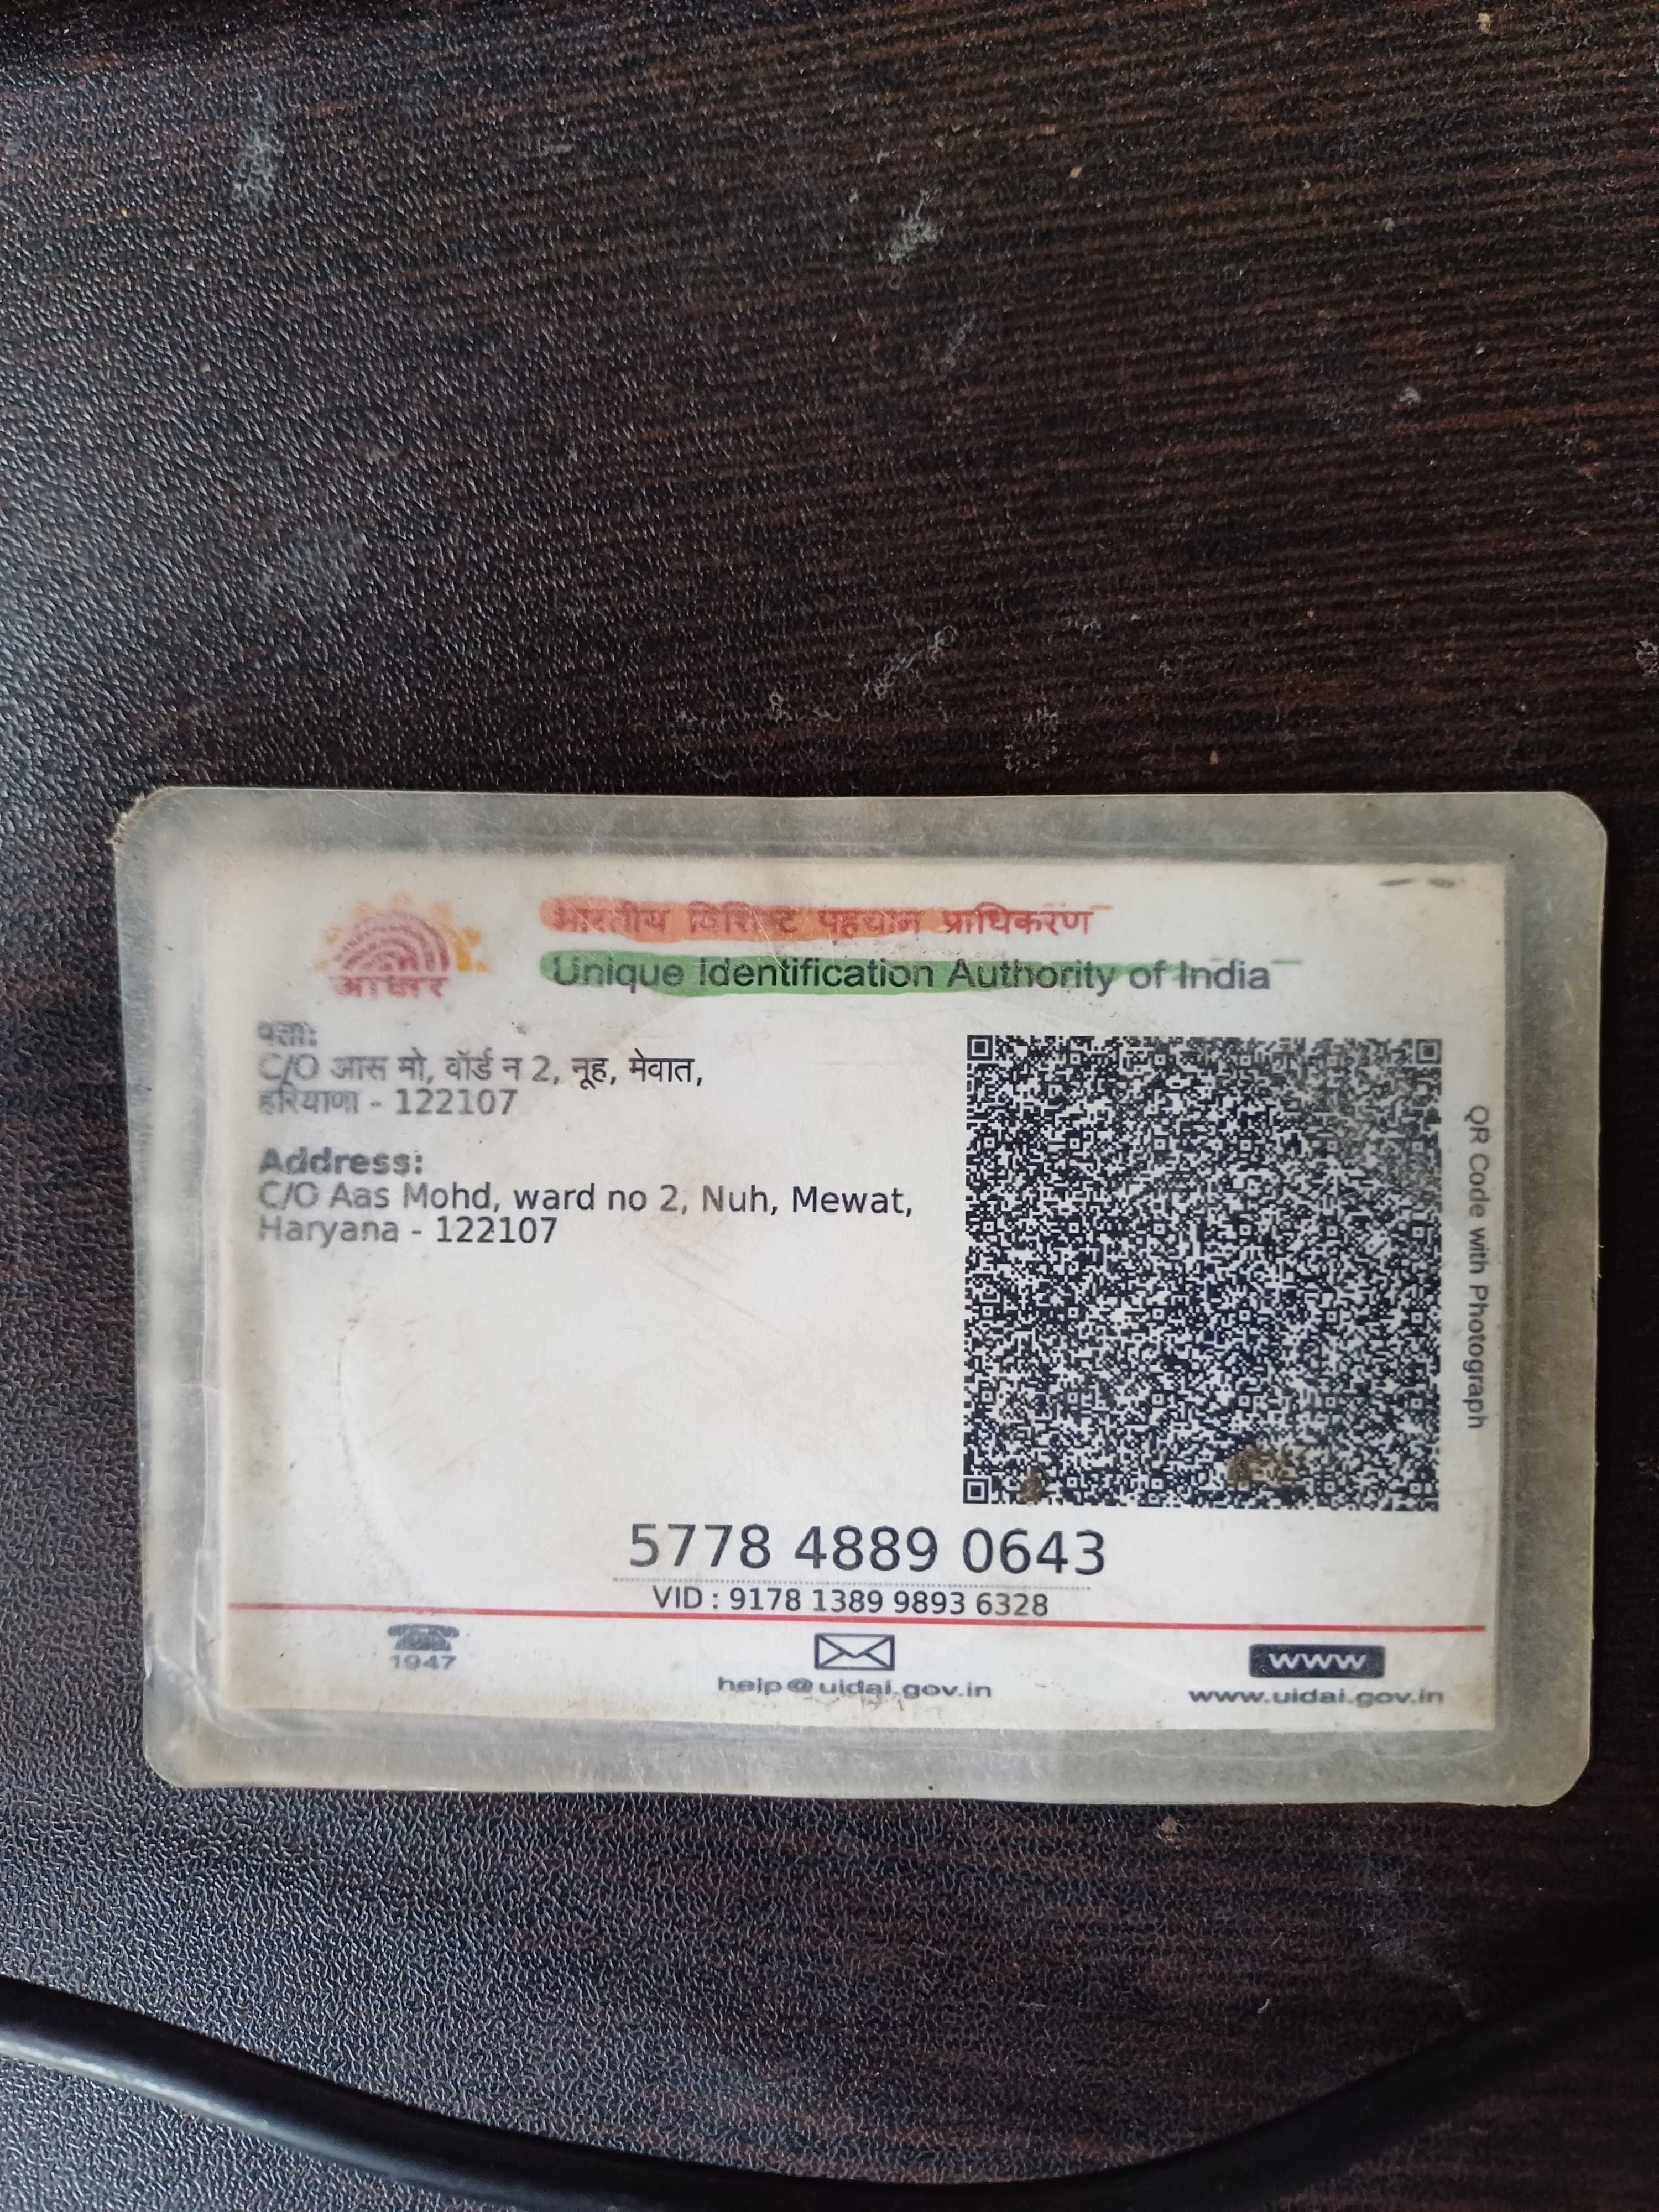 भारतीय विशिष्ट पहचान प्राधिकरण
Unique Identification Authority of India
आधार
पता:
C/O आस मो, वॉर्ड न 2, नूह, मेवात,
हरियाणा - 122107
Address:
C/O Aas Mohd, ward no 2, Nuh, Mewat,
Haryana - 122107
QR Code with Photograph
5778 4889 0643
VID : 9178 1389 9893 6328
1947
help@uidai.gov.in
www
www.uidai.gov.in